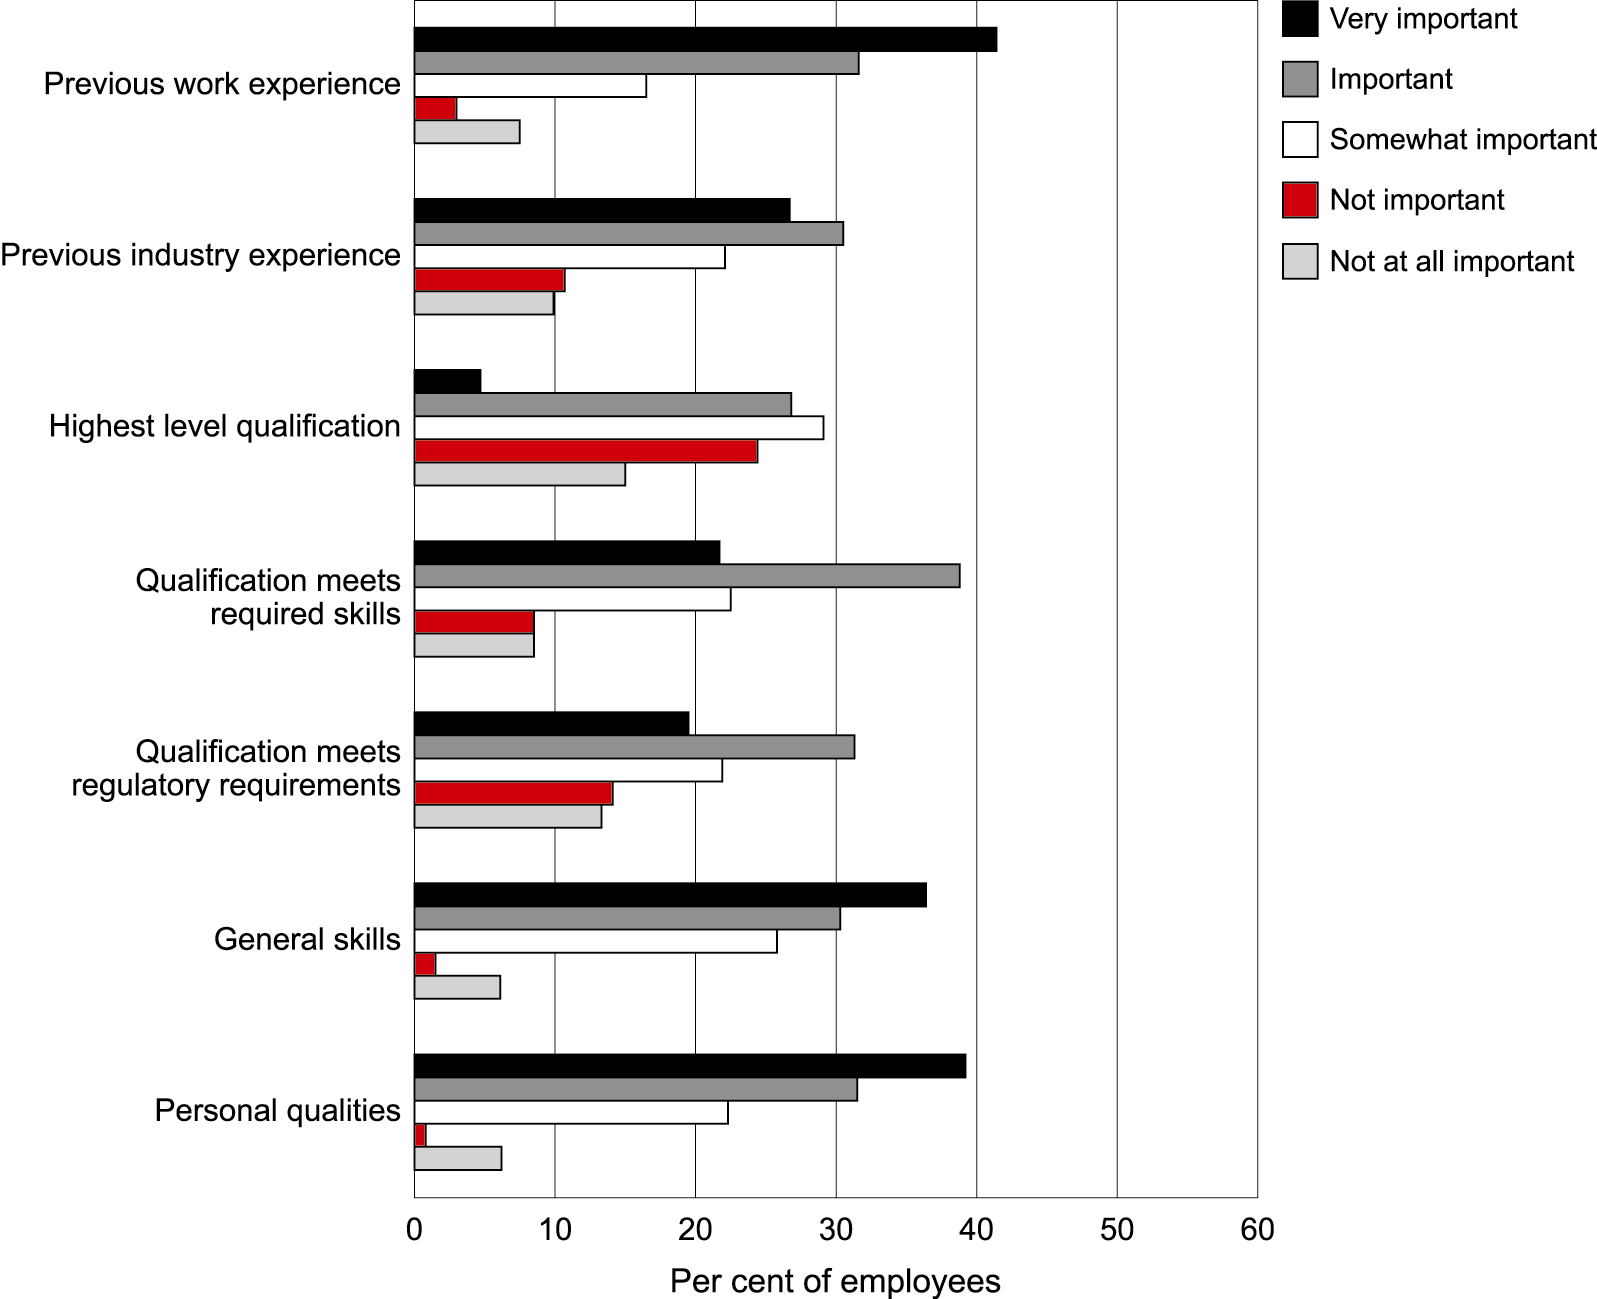 Very important
Important
Somewhat important
Not important
Not at all important
Previous work experience
Previous industry experience
Highest level qualification
Qualification meets
required skills
Qualification meets
regulatory requirements
General skills
Personal qualities
0 10 20 30 40 50 60
Per cent of employees